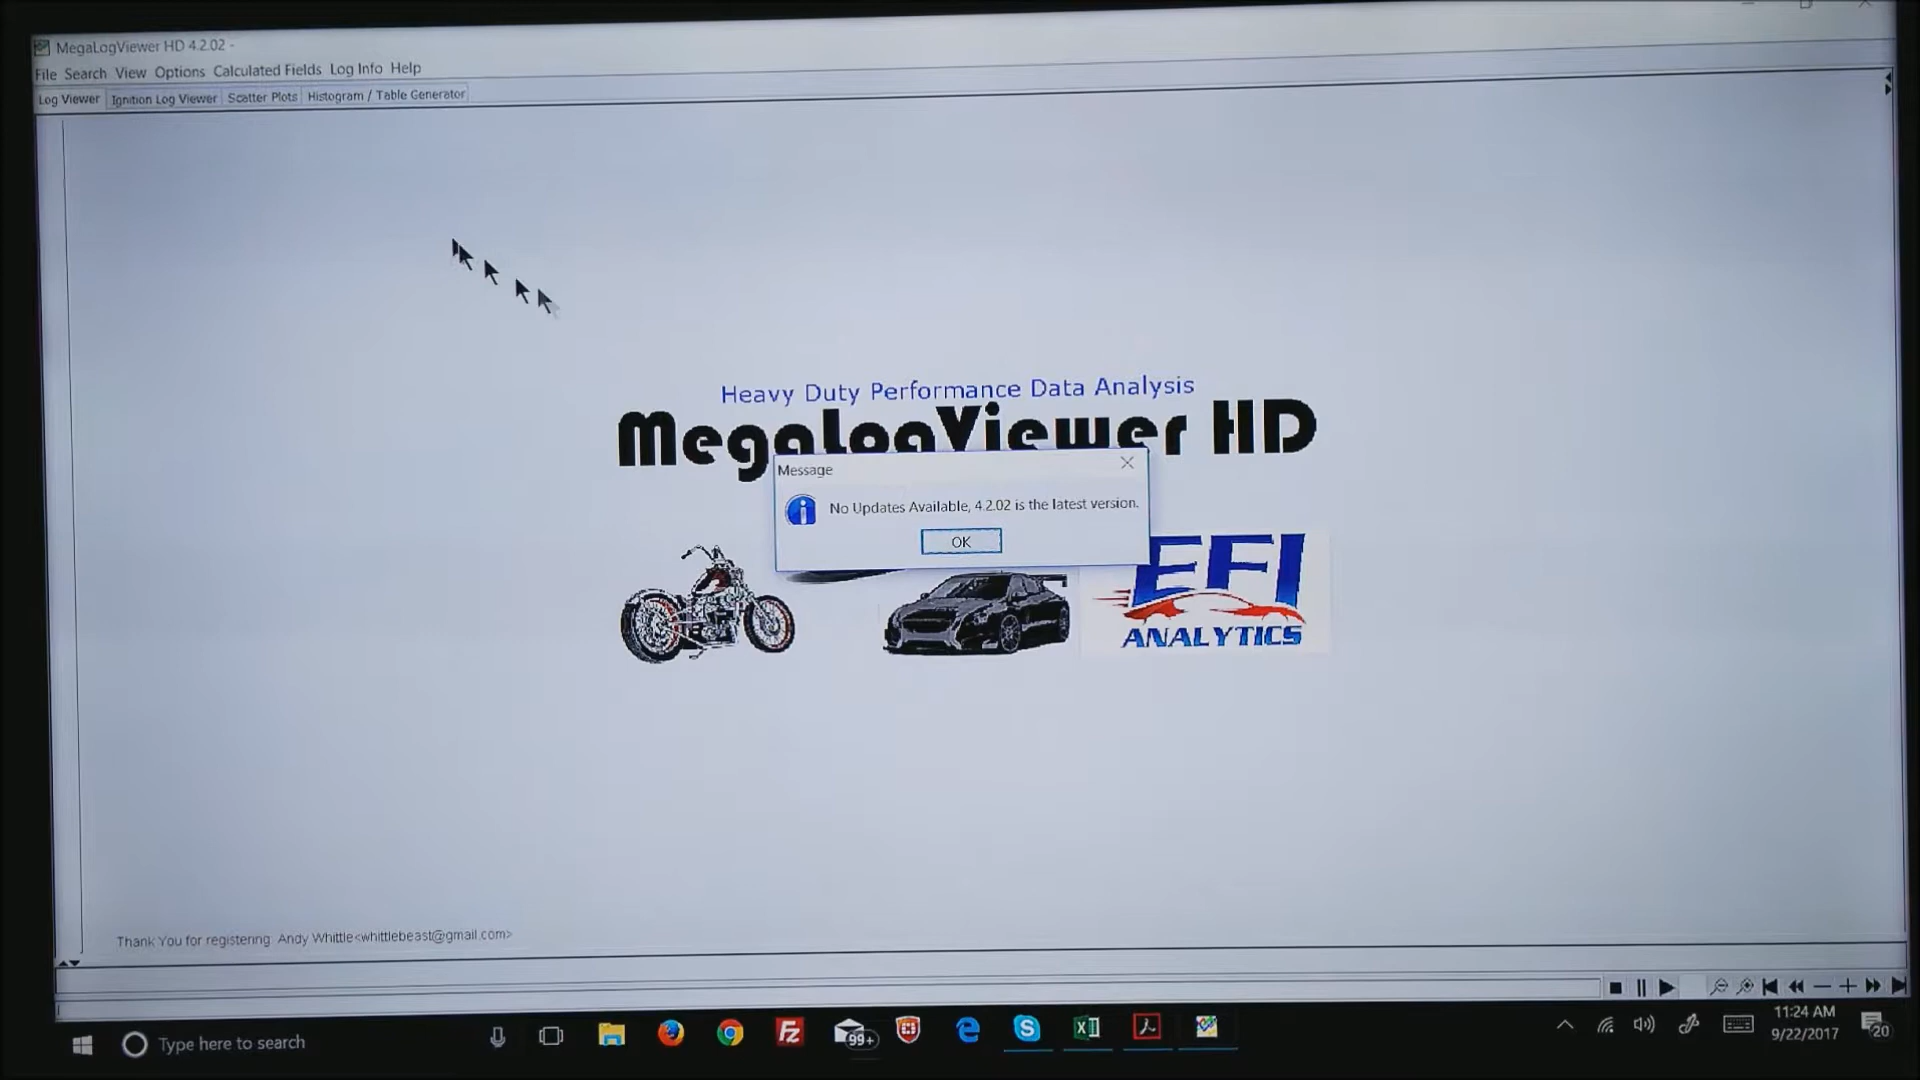 MegaLogViewer HD 4.2.02 -
File Search View Options Calculated Fields Log Info Help
Log Viewer Ignition Log Viewer Scatter Plots Histogram / Table Generator
Heavy Duty Performance Data Analysis
MegaLogViewer HD
Message
No Updates Available, 4.2.02 is the latest version.
OK
EFI
ANALYTICS
Thank You for registering: Andy Whittle<whittlebeast@gmail.com>
Type here to search
99+
11:24 AM
9/22/2017
20